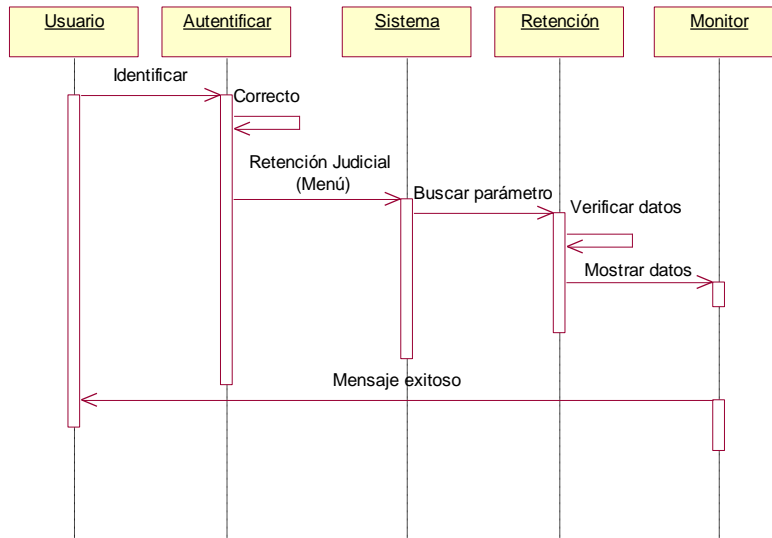 Usuario
Autentificar
Sistema
Retención
Monitor
Identificar
Correcto
Retención Judicial
(Menú)
Buscar parámetro
Verificar datos
Mostrar datos
Mensaje exitoso